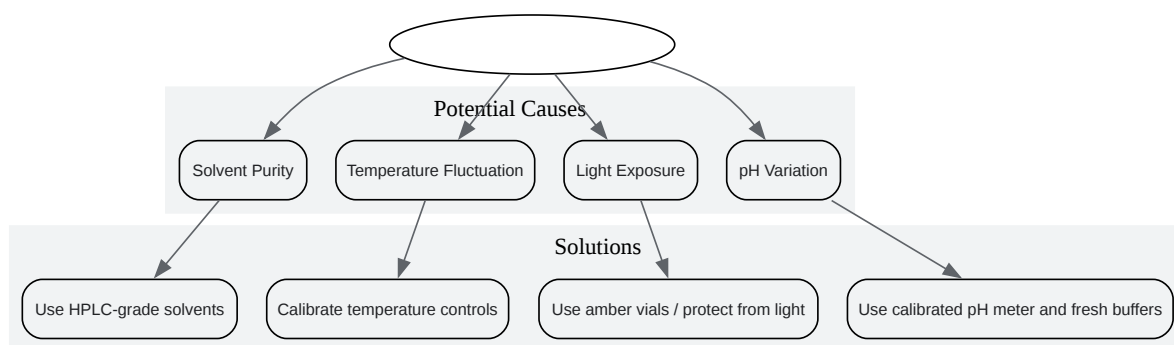 Potential Causes
Solvent Purity
Temperature Fluctuation
Light Exposure
pH Variation
Solutions
Use HPLC-grade solvents
Calibrate temperature controls
Use amber vials / protect from light
Use calibrated pH meter and fresh buffers